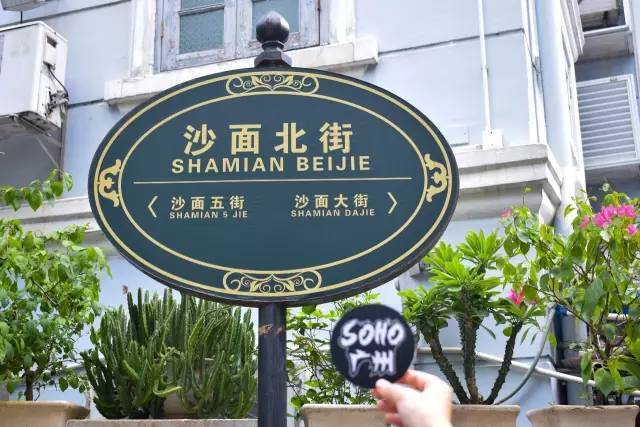 沙面北街
SHAMIAN BEIJIE
< 沙面五街
SHAMIAN 5 JIE
沙面大街 >
SHAMIAN DAJIE
SOHO
广州